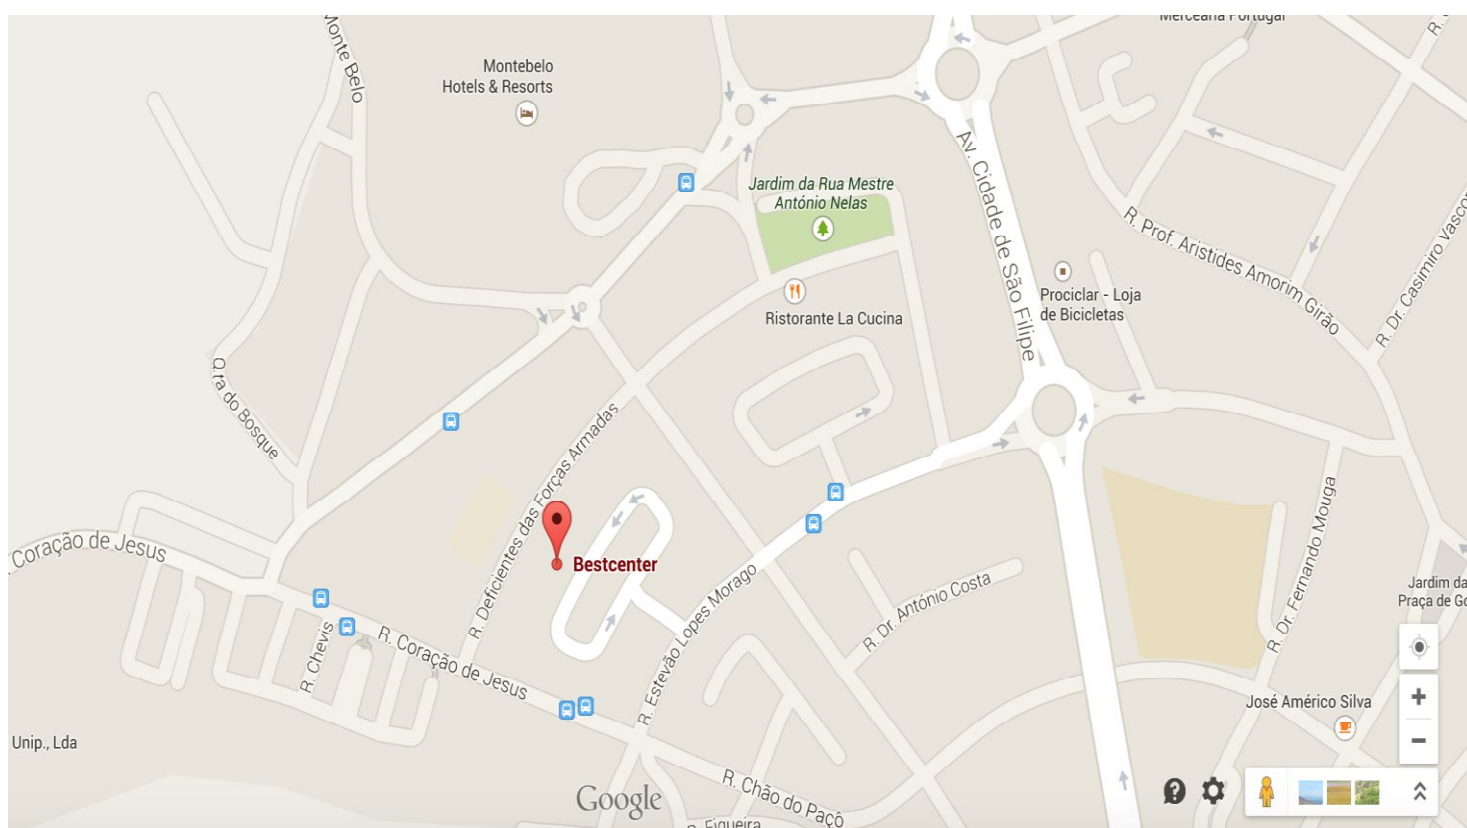 Mercearia Portugal
Monte Belo
Montebelo
Hotels & Resorts
Av. Cidade de São Filipe
Jardim da Rua Mestre
António Nelas
R. Prof. Aristides Amorim Girão
R. Dr. Casimiro Vasco
Prociclar - Loja
de Bicicletas
Ristorante La Cucina
Q.ta do Bosque
R. Deficientes das Forças Armadas
Bestcenter
Coração de Jesus
R. Chevis
R. Coração de Jesus
R. Estevão Lopes Morago
R. Dr. António Costa
R. Dr. Fernando Mouga
Jardim da
Praça de Go
José Américo Silva
Unip., Lda
R. Chão do Paçô
R. Figueira
Google